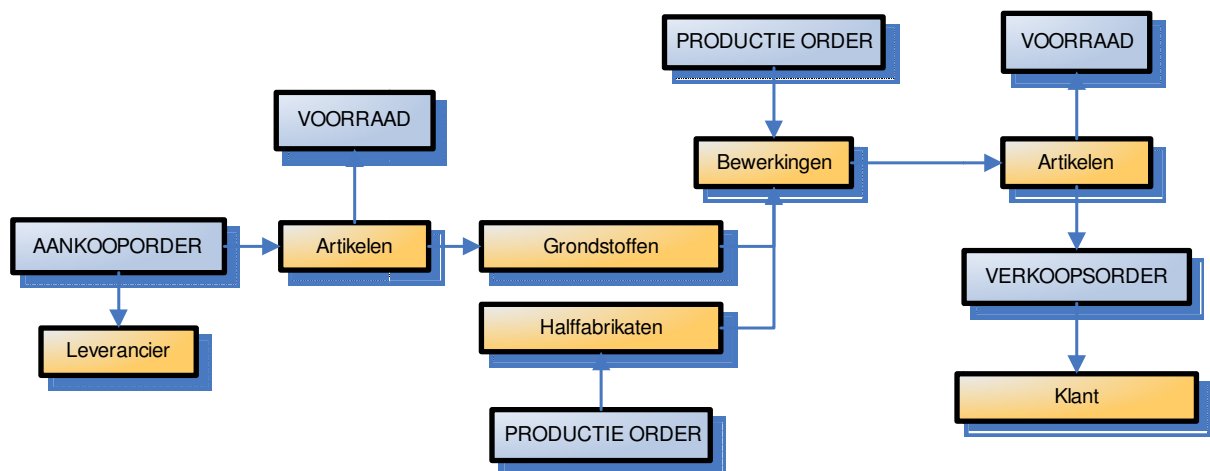 PRODUCTIE ORDER
VOORRAAD
VOORRAAD
Bewerkingen
Artikelen
AANKOOPORDER
Artikelen
Grondstoffen
VERKOOPSORDER
Halffabrikaten
Leverancier
Klant
PRODUCTIE ORDER